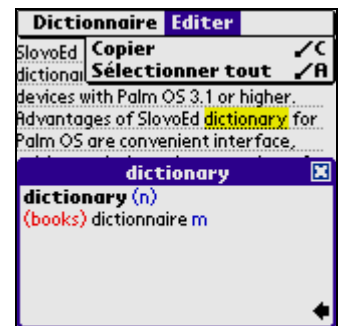 Dictionnaire Editer
SlovoEd Copier /C
Sélectionner tout /A
devices with Palm OS 3.1 or higher.
Advantages of SlovoEd dictionary for
Palm OS are convenient interface,
dictionary
dictionary (n)
(books) dictionnaire m